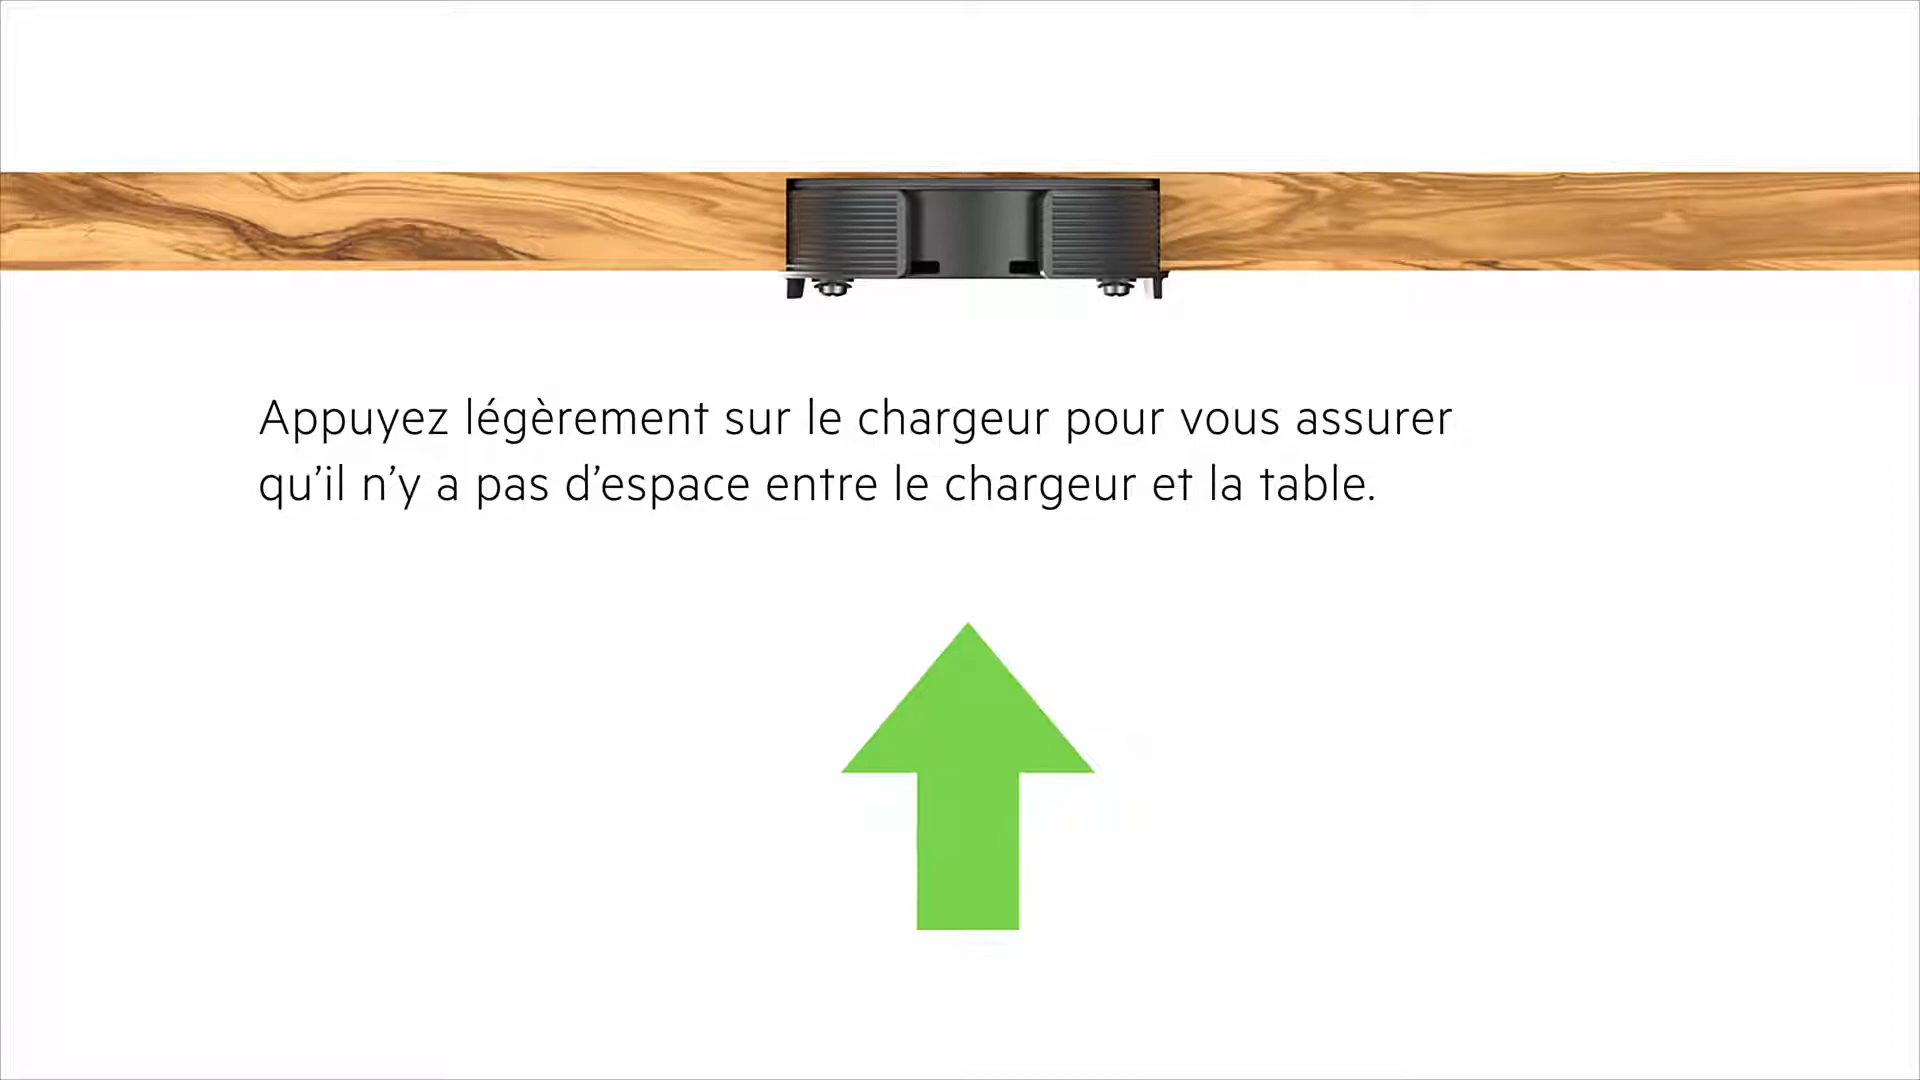 Appuyez légèrement sur le chargeur pour vous assurer
qu’il n’y a pas d’espace entre le chargeur et la table.